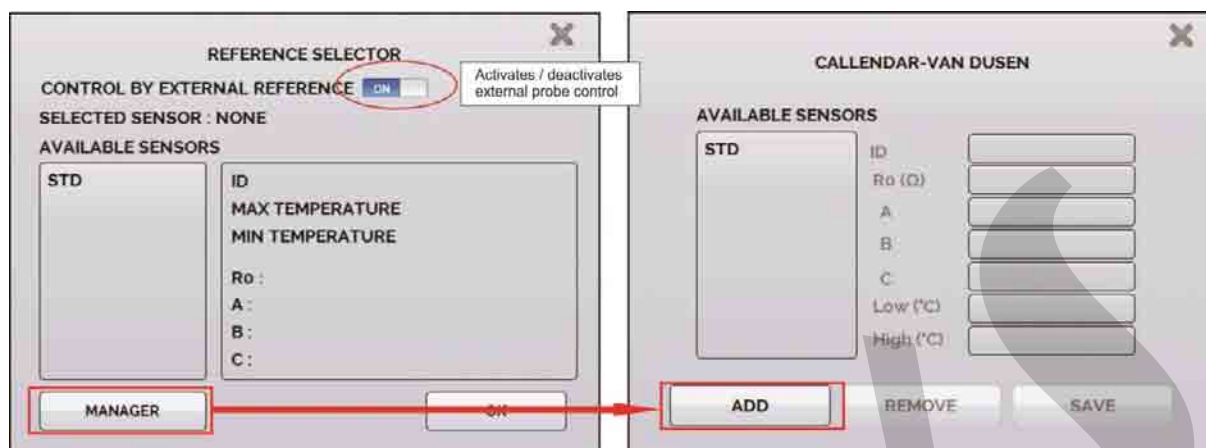 REFERENCE SELECTOR
CONTROL BY EXTERNAL REFERENCE ON
Activates / deactivates
external probe control
SELECTED SENSOR : NONE
AVAILABLE SENSORS
STD
ID
MAX TEMPERATURE
MIN TEMPERATURE
Ro :
A :
B :
C :
MANAGER
OK
CALLENDAR-VAN DUSEN
AVAILABLE SENSORS
STD
ID
Ro (Ω)
A
B
C
Low (°C)
High (°C)
ADD
REMOVE
SAVE